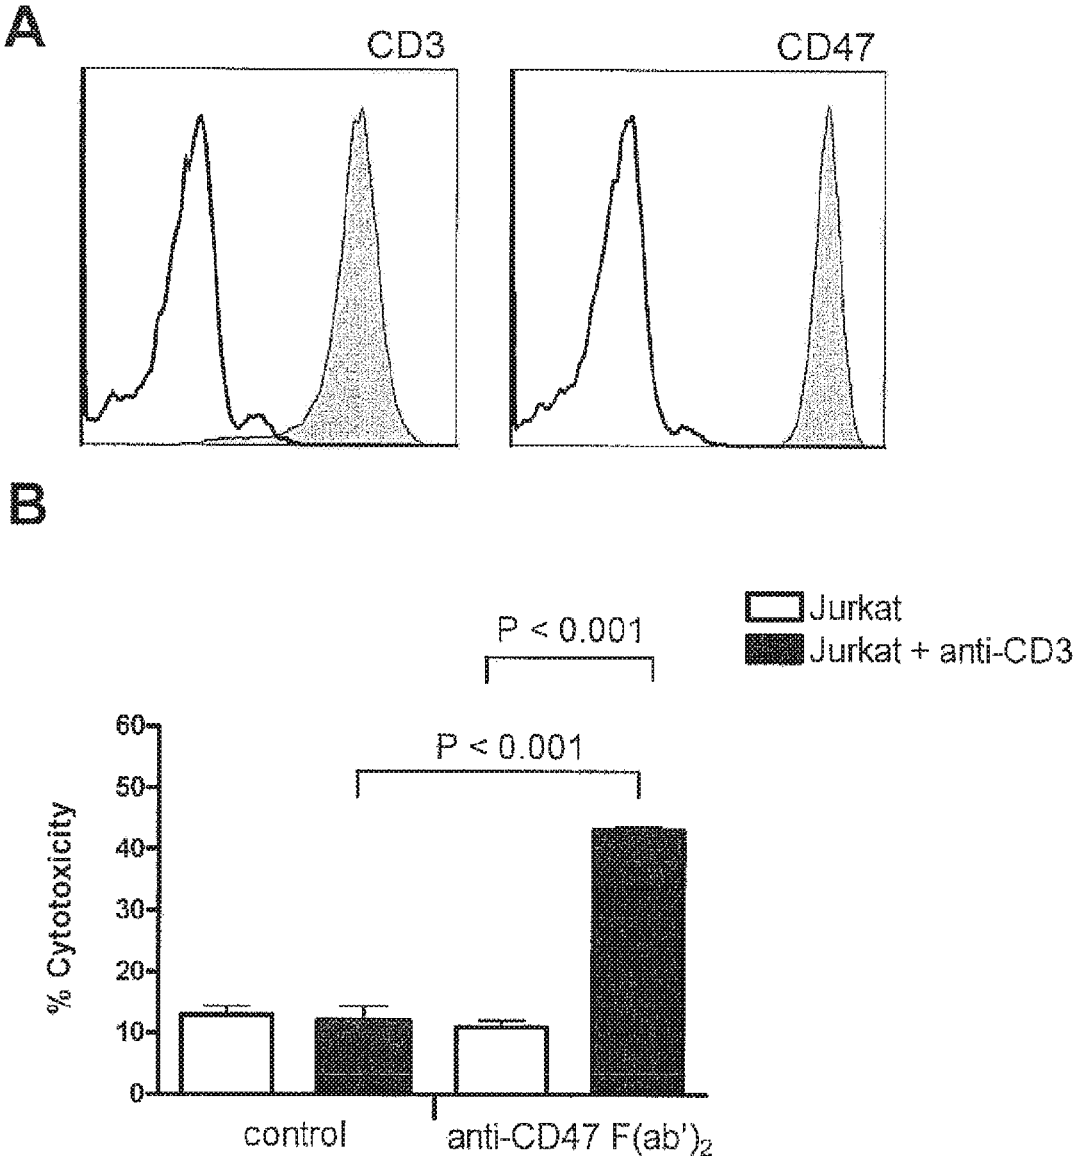 A
CD3
CD47
B
Jurkat
Jurkat + anti-CD3
P < 0.001
P < 0.001
% Cytotoxicity
60
50
40
30
20
10
0
control
anti-CD47 F(ab')₂